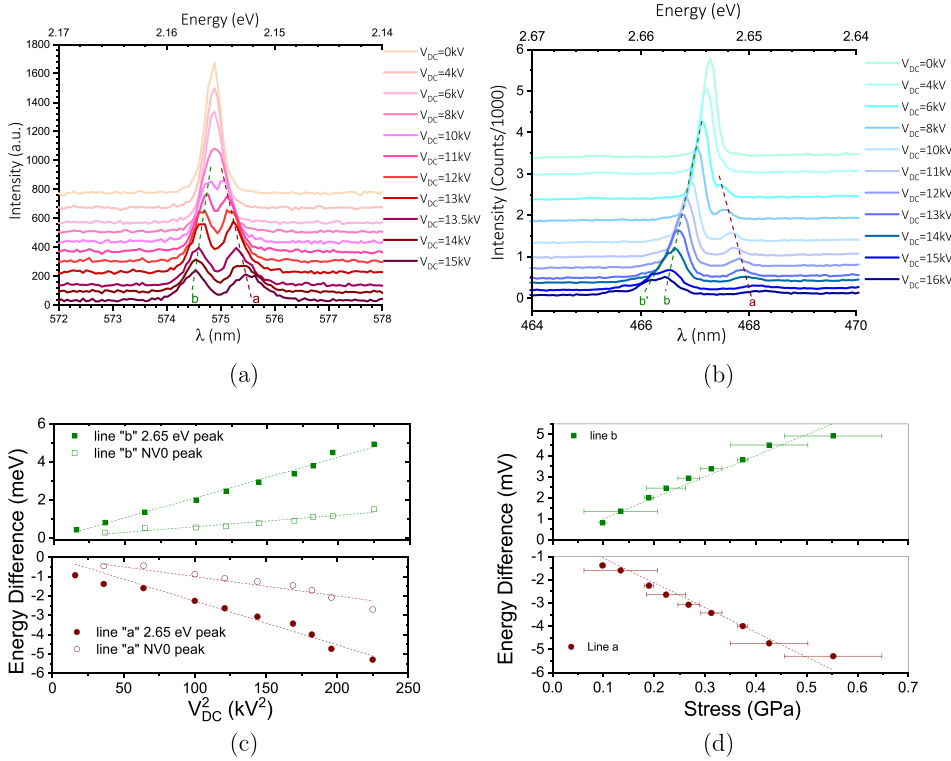 Energy (eV)
2.17 2.16 2.15 2.14
1800
1600
1400
1200
1000
800
600
400
200
0
Intensity (a.u.)
572 573 574 575 576 577 578
λ (nm)
b a
V_DC=0kV
V_DC=4kV
V_DC=6kV
V_DC=8kV
V_DC=10kV
V_DC=11kV
V_DC=12kV
V_DC=13kV
V_DC=13.5kV
V_DC=14kV
V_DC=15kV
(a)
Energy (eV)
2.67 2.66 2.65 2.64
6
5
4
3
2
1
0
Intensity (Counts/1000)
464 466 468 470
λ (nm)
b' b a
V_DC=0kV
V_DC=4kV
V_DC=6kV
V_DC=8kV
V_DC=10kV
V_DC=11kV
V_DC=12kV
V_DC=13kV
V_DC=14kV
V_DC=15kV
V_DC=16kV
(b)
Energy Difference (meV)
6
4
2
0
-1
-2
-3
-4
-5
-6
line "b" 2.65 eV peak
line "b" NV0 peak
line "a" 2.65 eV peak
line "a" NV0 peak
0 50 100 150 200 250
V²_DC (kV²)
(c)
Energy Difference (mV)
5
4
3
2
1
0
-1
-2
-3
-4
-5
-6
line b
Line a
0.0 0.1 0.2 0.3 0.4 0.5 0.6 0.7
Stress (GPa)
(d)